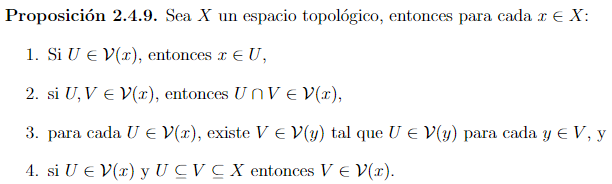 Proposición 2.4.9. Sea X un espacio topológico, entonces para cada x ∈ X:
1. Si U ∈ 𝒱(x), entonces x ∈ U,
2. si U, V ∈ 𝒱(x), entonces U ∩ V ∈ 𝒱(x),
3. para cada U ∈ 𝒱(x), existe V ∈ 𝒱(y) tal que U ∈ 𝒱(y) para cada y ∈ V, y
4. si U ∈ 𝒱(x) y U ⊆ V ⊆ X entonces V ∈ 𝒱(x).